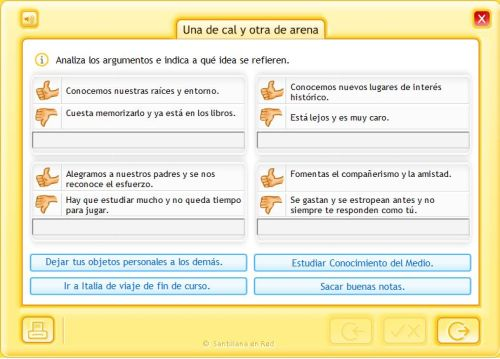 Una de cal y otra de arena
Analiza los argumentos e indica a qué idea se refieren.
Conocemos nuestras raíces y entorno.
Cuesta memorizarlo y ya está en los libros.
Conocemos nuevos lugares de interés
histórico.
Está lejos y es muy caro.
Alegramos a nuestros padres y se nos
reconoce el esfuerzo.
Hay que estudiar mucho y no queda tiempo
para jugar.
Fomentas el compañerismo y la amistad.
Se gastan y se estropean antes y no
siempre te responden como tú.
Dejar tus objetos personales a los demás.
Estudiar Conocimiento del Medio.
Ir a Italia de viaje de fin de curso.
Sacar buenas notas.
© Santillana en Red